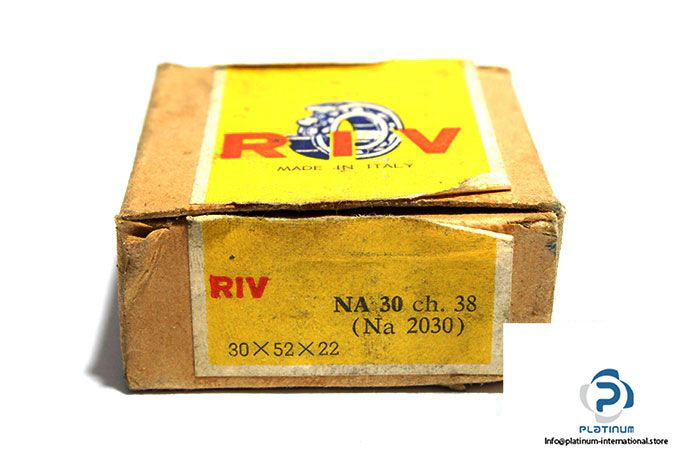 RIV
MADE IN ITALY
RIV
NA 30 ch. 38
(Na 2030)
30×52×22
PLATINUM
Info@platinum-international.store